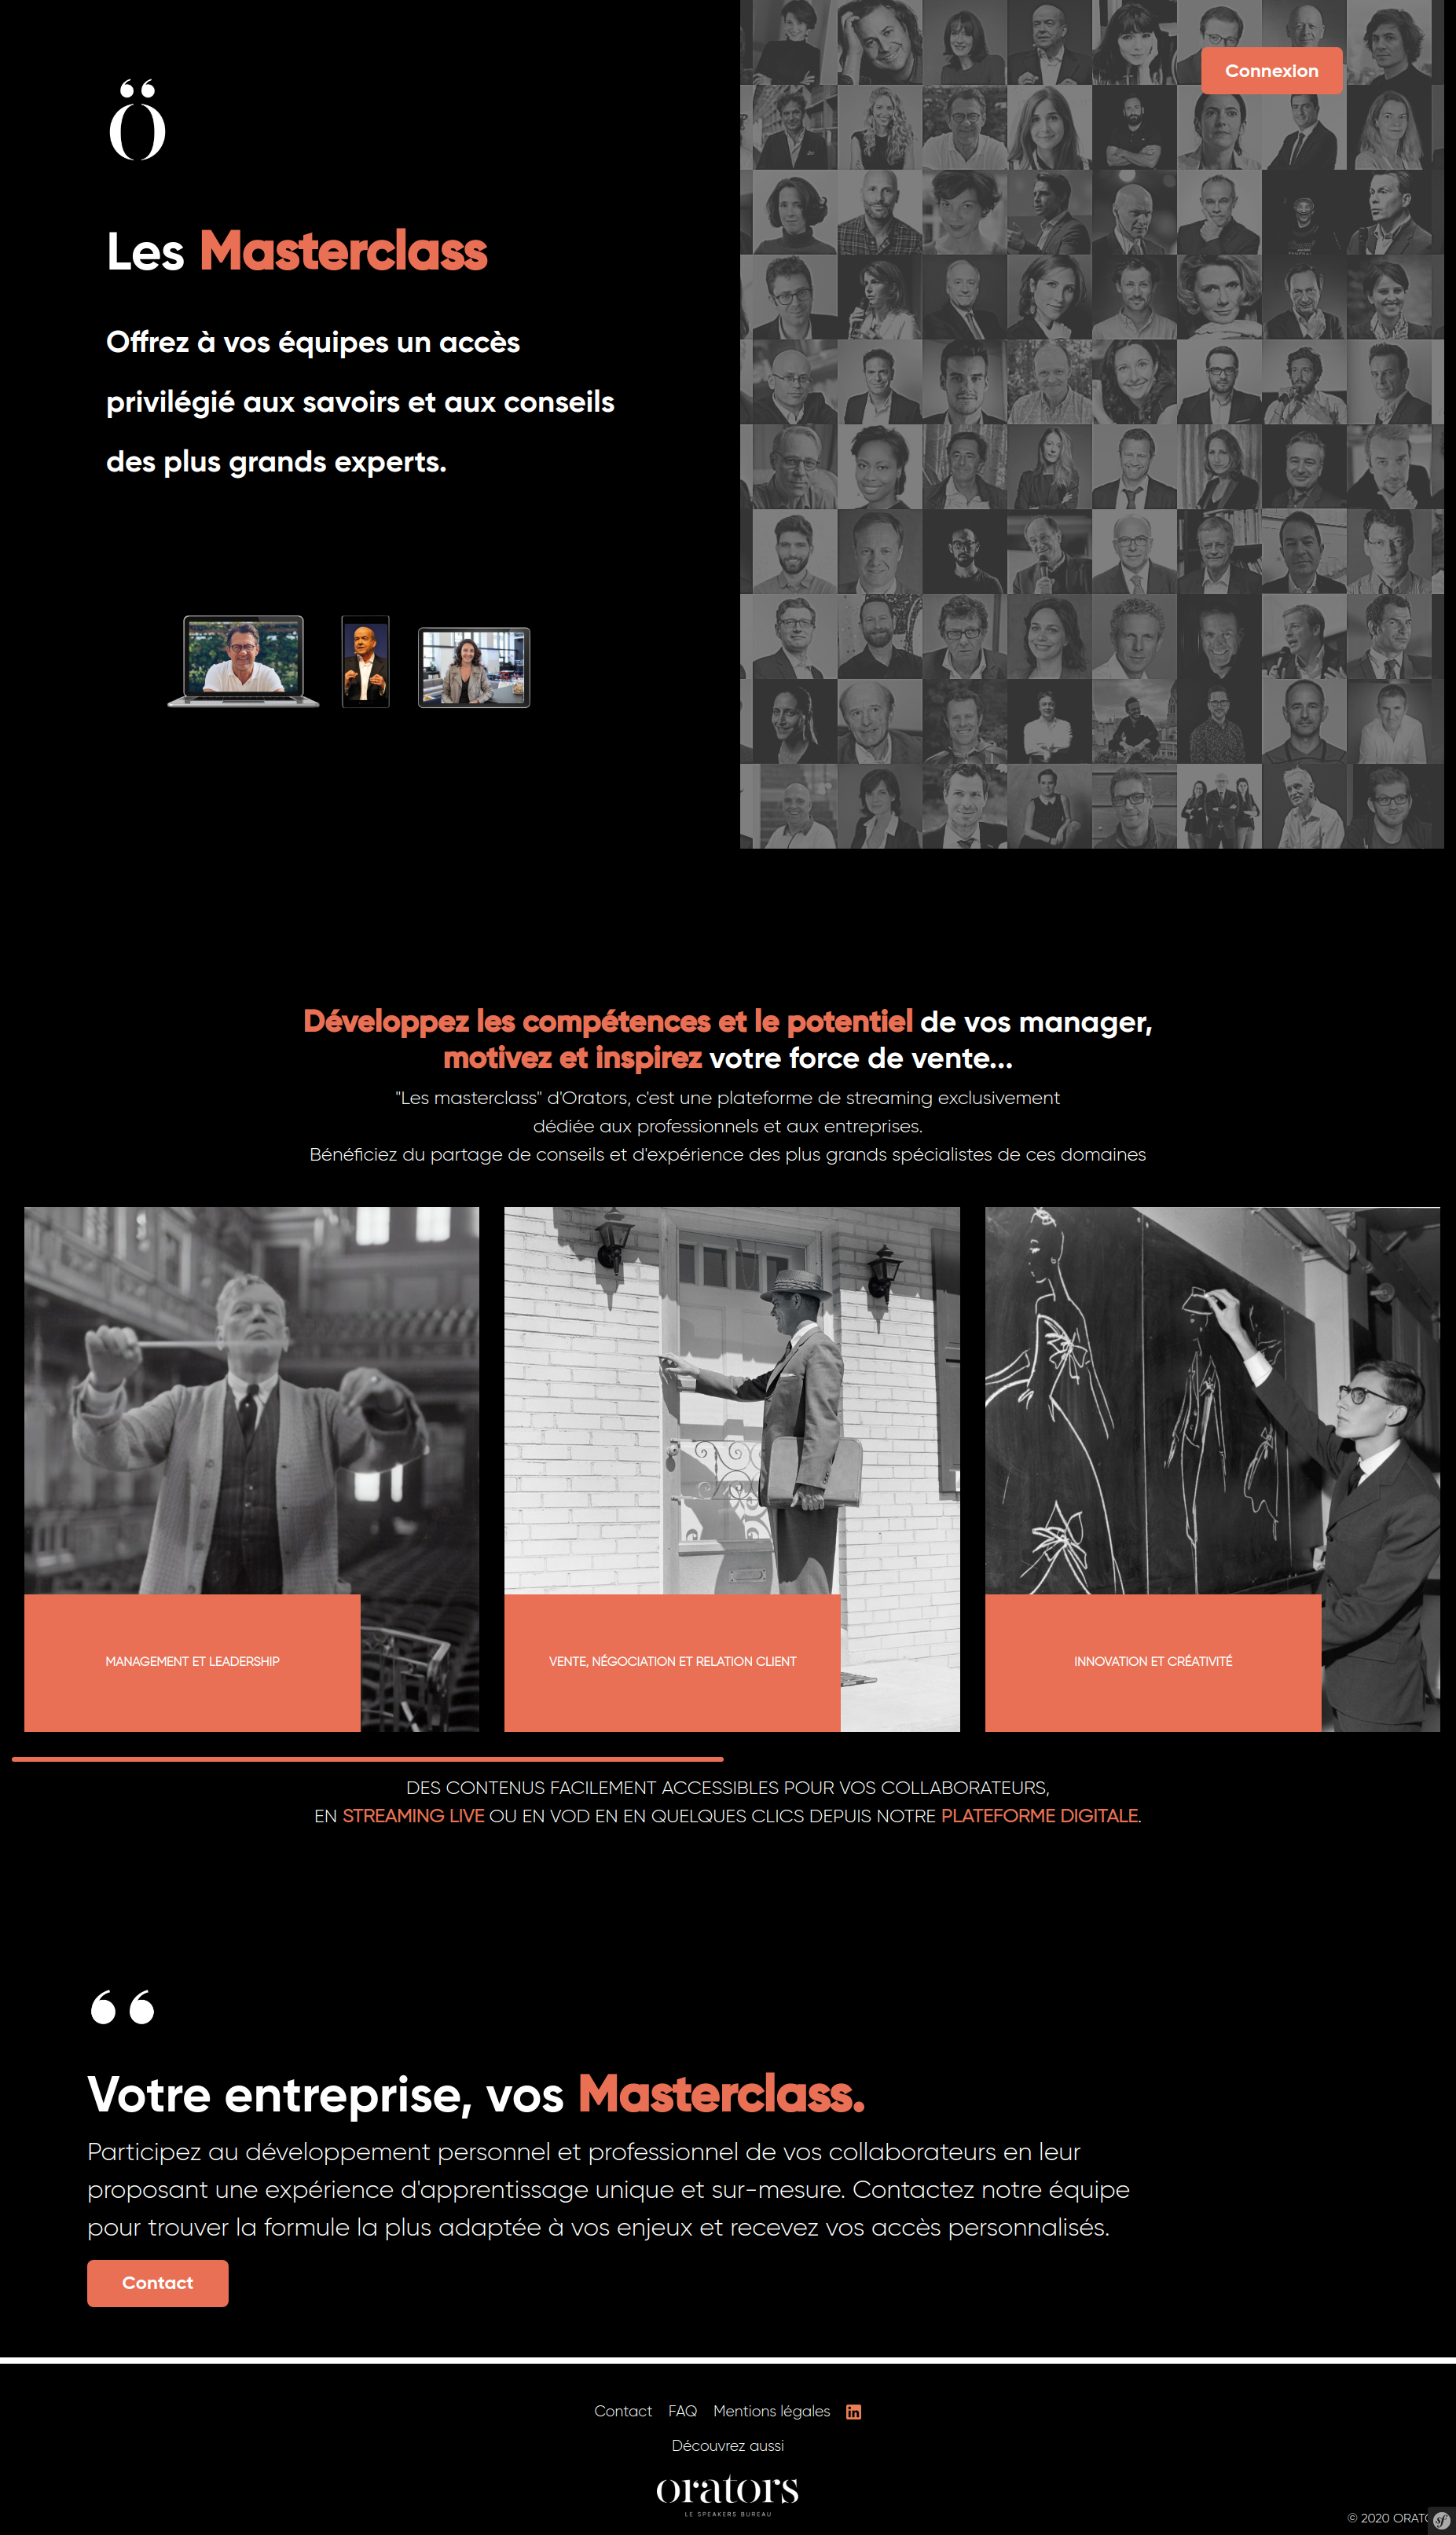 Connexion
Ö
Les Masterclass
Offrez à vos équipes un accès
privilégié aux savoirs et aux conseils
des plus grands experts.
Développez les compétences et le potentiel de vos manager,
motivez et inspirez votre force de vente...
"Les masterclass" d'Orators, c'est une plateforme de streaming exclusivement
dédiée aux professionnels et aux entreprises.
Bénéficiez du partage de conseils et d'expérience des plus grands spécialistes de ces domaines
MANAGEMENT ET LEADERSHIP
VENTE, NÉGOCIATION ET RELATION CLIENT
INNOVATION ET CRÉATIVITÉ
DES CONTENUS FACILEMENT ACCESSIBLES POUR VOS COLLABORATEURS,
EN STREAMING LIVE OU EN VOD EN EN QUELQUES CLICS DEPUIS NOTRE PLATEFORME DIGITALE.
“
Votre entreprise, vos Masterclass.
Participez au développement personnel et professionnel de vos collaborateurs en leur
proposant une expérience d'apprentissage unique et sur-mesure. Contactez notre équipe
pour trouver la formule la plus adaptée à vos enjeux et recevez vos accès personnalisés.
Contact
Contact FAQ Mentions légales in
Découvrez aussi
orators
LE SPEAKERS BUREAU
© 2020 ORATO
sf